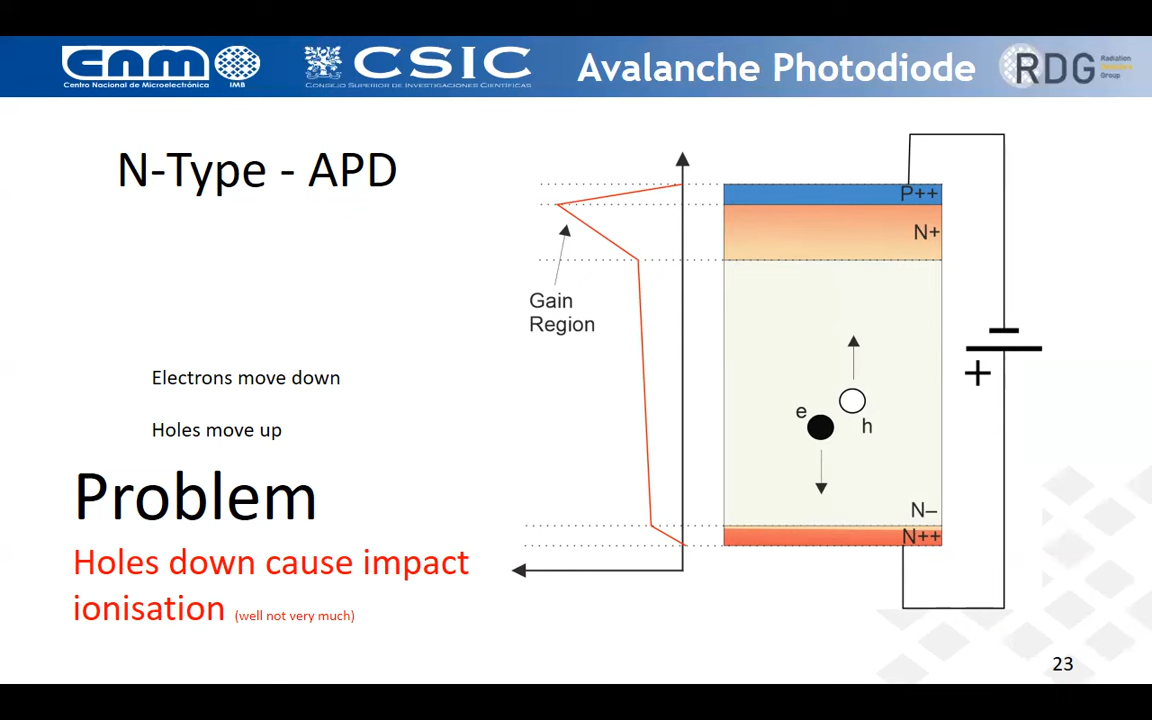 cnm
Centro Nacional de Microelectrónica
IMB
CSIC
CONSEJO SUPERIOR DE INVESTIGACIONES CIENTÍFICAS
Avalanche Photodiode
RDG
Radiation
Detectors
Group
N-Type - APD
P++
N+
Gain
Region
Electrons move down
+
e
Holes move up
h
Problem
N–
N++
Holes down cause impact
ionisation (well not very much)
23